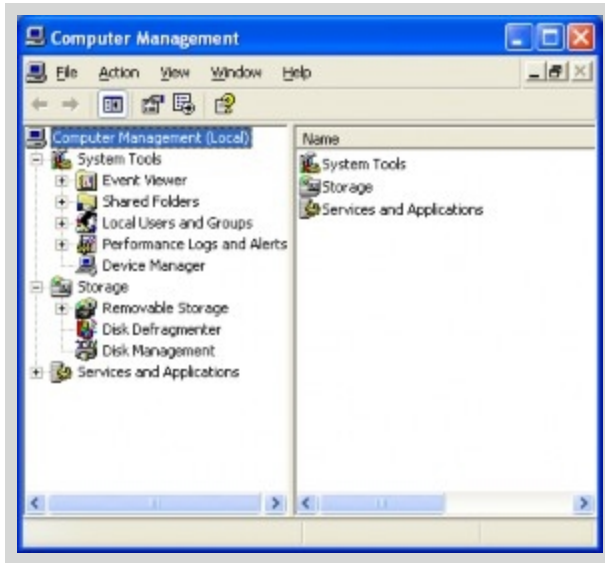 Computer Management
File Action View Window Help
Computer Management (Local)
System Tools
Event Viewer
Shared Folders
Local Users and Groups
Performance Logs and Alerts
Device Manager
Storage
Removable Storage
Disk Defragmenter
Disk Management
Services and Applications
Name
System Tools
Storage
Services and Applications